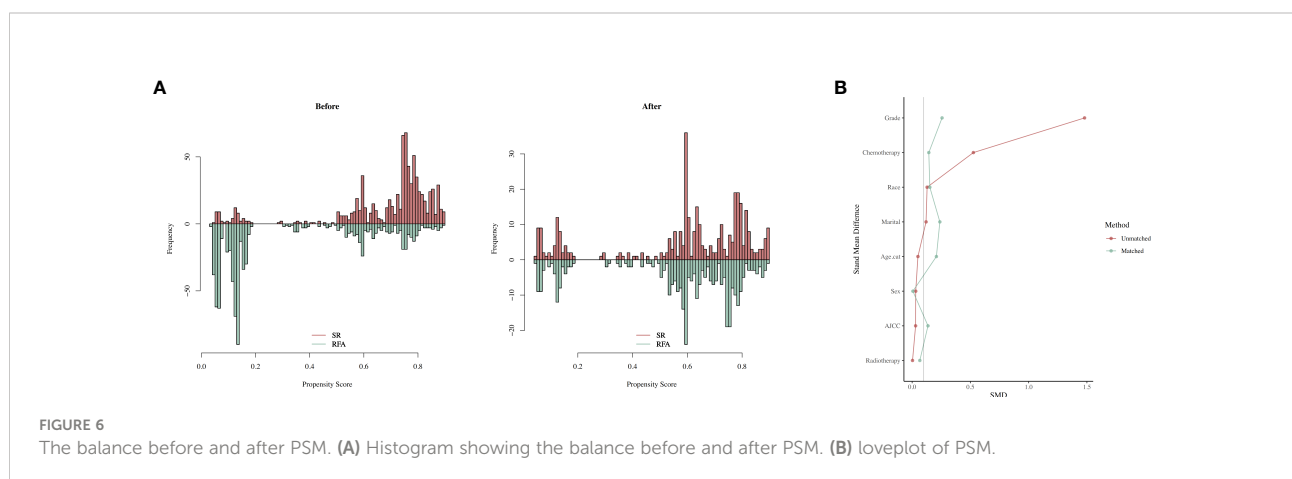 A
B
Before
After
Frequency
50
0
−50
SR
RFA
0.0 0.2 0.4 0.6 0.8
Propensity Score
Frequency
30
20
10
0
−10
−20
SR
RFA
0.0 0.2 0.4 0.6 0.8
Propensity Score
Stand Mean Differnce
Grade
Chemotherapy
Race
Marital
Age.cat
Sex
AJCC
Radiotherapy
0.0 0.5 1.0 1.5
SMD
Method
Unmatched
Matched
FIGURE 6
The balance before and after PSM. (A) Histogram showing the balance before and after PSM. (B) loveplot of PSM.